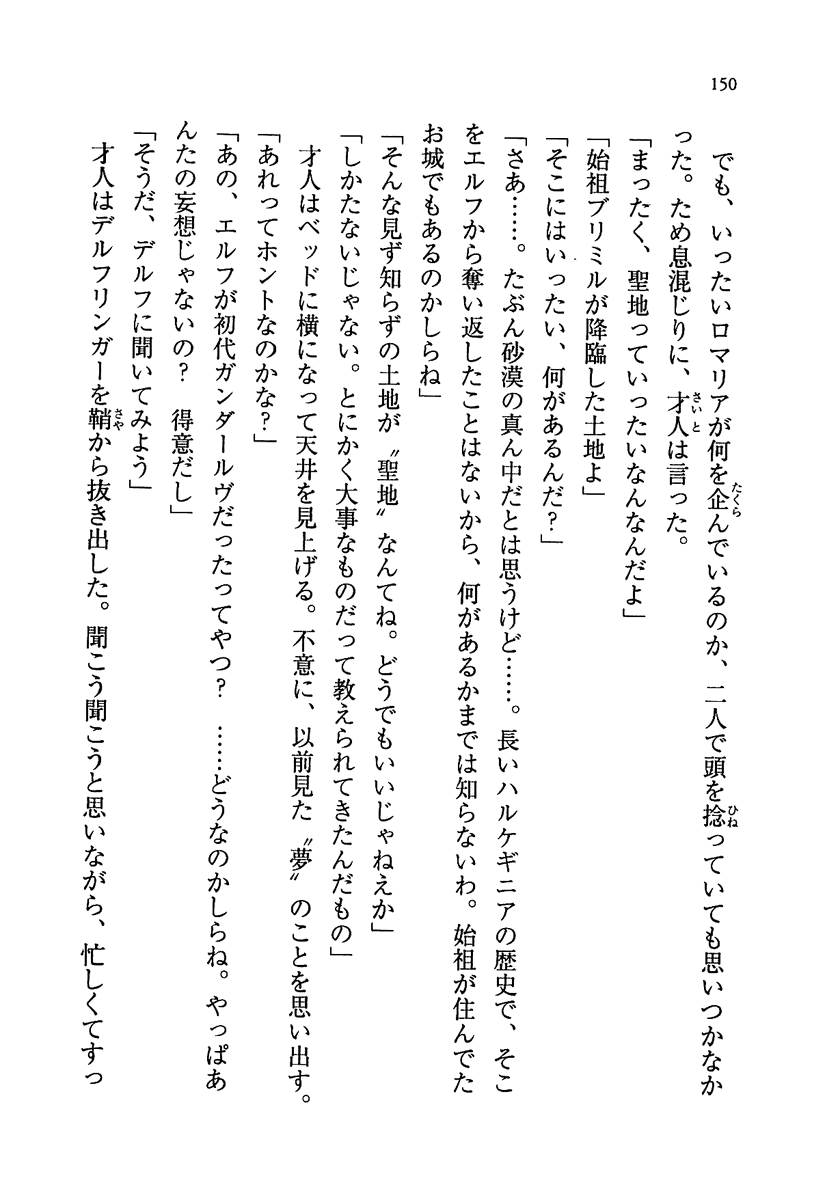 150
でも、いったいロマリアが何を企んでいるのか、二人で頭を捻っていても思いつかなか
った。ため息混じりに、才人は言った。
「まったく、聖地っていったいなんなんだよ」
「始祖ブリミルが降臨した土地よ」
「そこにはいったい、何があるんだ?」
「さあ……。たぶん砂漠の真ん中だとは思うけど……。長いハルケギニアの歴史で、そこ
をエルフから奪い返したことはないから、何があるかまでは知らないわ。始祖が住んでた
お城でもあるのかしらね」
「そんな見ず知らずの土地が〝聖地〟なんてね。どうでもいいじゃねえか」
「しかたないじゃない。とにかく大事なものだって教えられてきたんだもの」
才人はベッドに横になって天井を見上げる。不意に、以前見た〝夢〟のことを思い出す。
「あれってホントなのかな?」
「あの、エルフが初代ガンダールヴだったってやつ? ……どうなのかしらね。やっぱあ
んたの妄想じゃないの? 得意だし」
「そうだ、デルフに聞いてみよう」
才人はデルフリンガーを鞘から抜き出した。聞こう聞こうと思いながら、忙しくてすっ